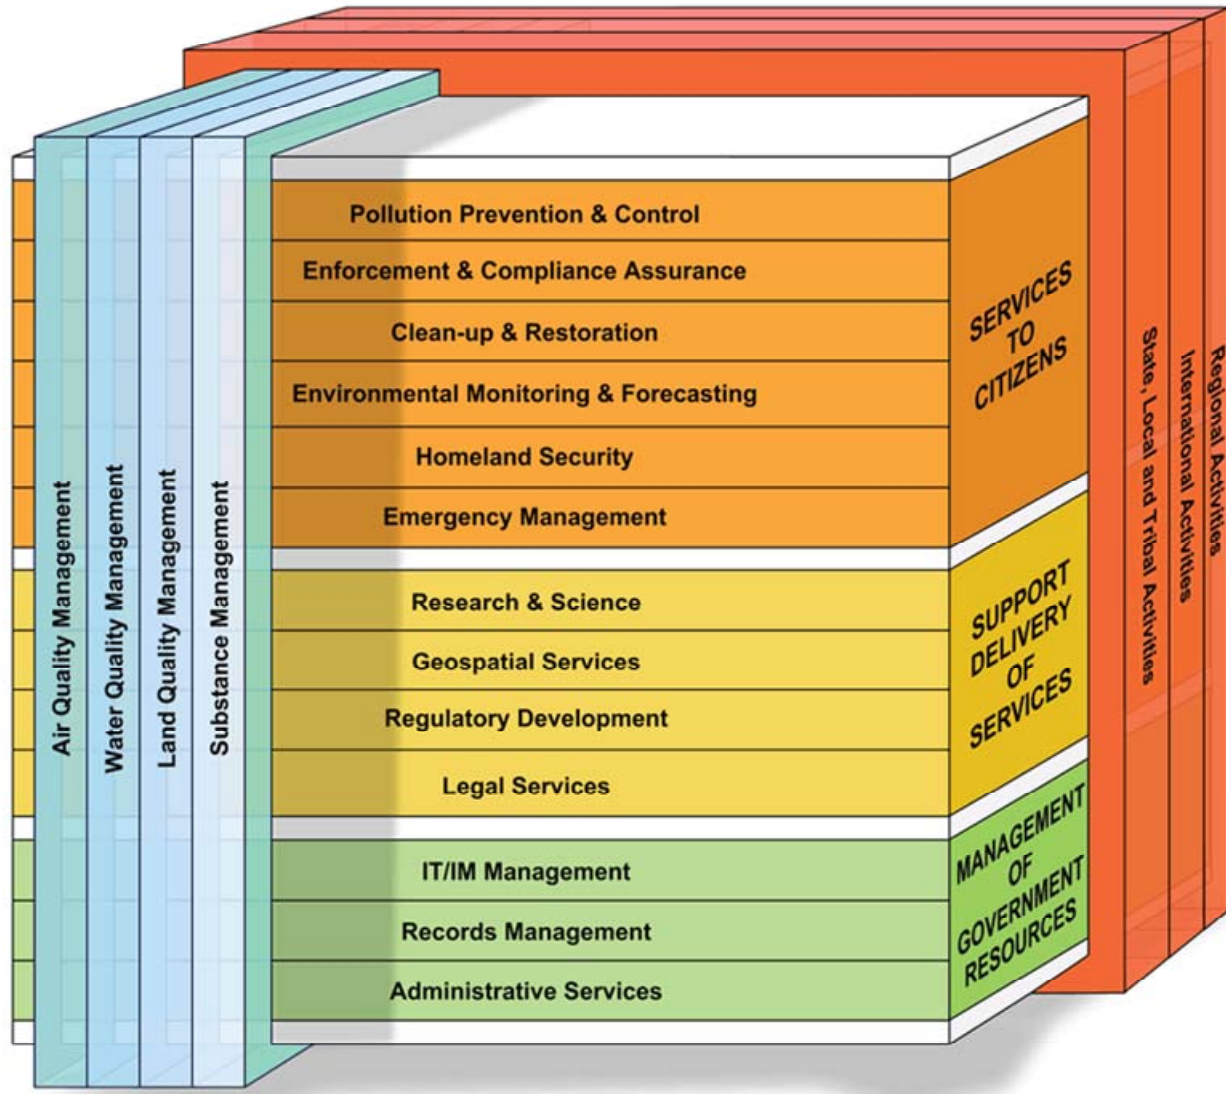 Pollution Prevention & Control
Enforcement & Compliance Assurance
Clean-up & Restoration
Environmental Monitoring & Forecasting
Homeland Security
Emergency Management
SERVICES
TO
CITIZENS
Research & Science
Geospatial Services
Regulatory Development
Legal Services
SUPPORT
DELIVERY
OF
SERVICES
IT/IM Management
Records Management
Administrative Services
MANAGEMENT
OF
GOVERNMENT
RESOURCES
Air Quality Management
Water Quality Management
Land Quality Management
Substance Management
State, Local and Tribal Activities
International Activities
Regional Activities